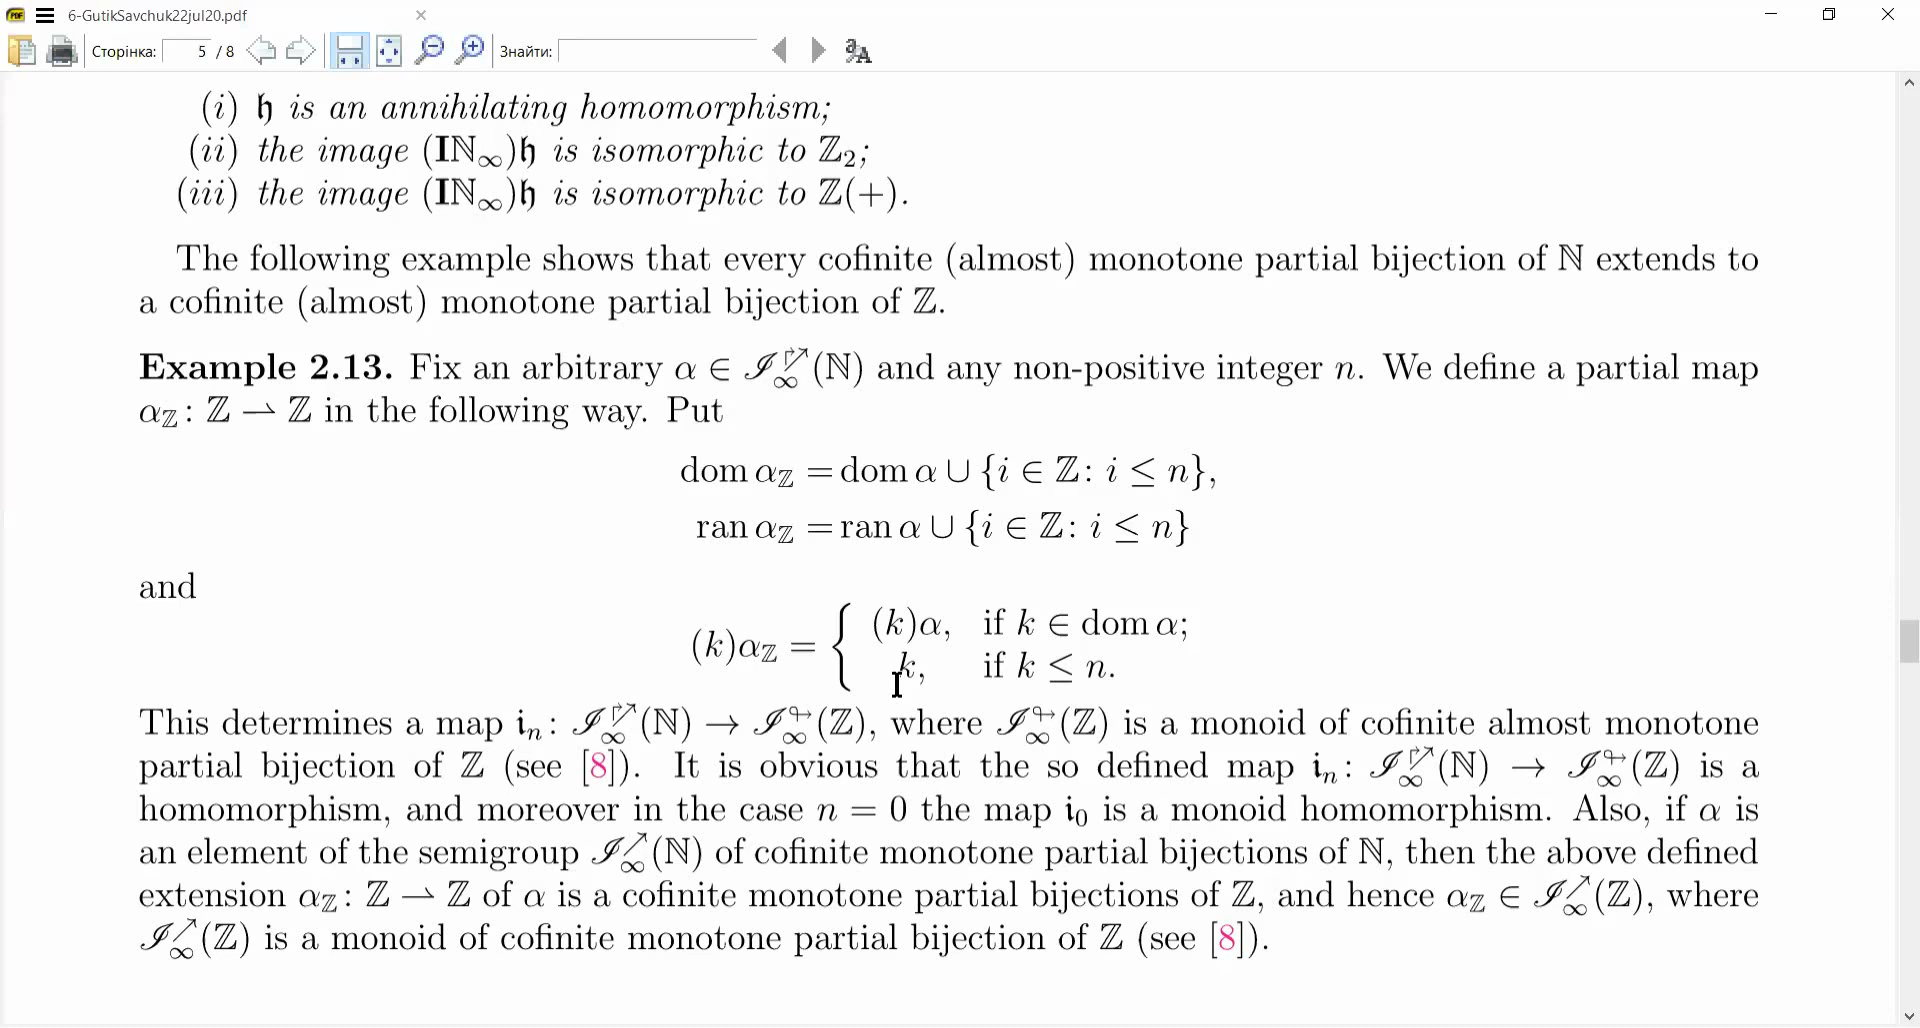 6-GutikSavchuk22jul20.pdf
Сторінка: 5 / 8 Знайти:
(i) 𝔥 is an annihilating homomorphism;
(ii) the image (𝐈ℕ∞)𝔥 is isomorphic to ℤ₂;
(iii) the image (𝐈ℕ∞)𝔥 is isomorphic to ℤ(+).
The following example shows that every cofinite (almost) monotone partial bijection of ℕ extends to
a cofinite (almost) monotone partial bijection of ℤ.
Example 2.13. Fix an arbitrary α ∈ ℐ∞^{↱↗}(ℕ) and any non-positive integer n. We define a partial map
α_ℤ: ℤ ⇀ ℤ in the following way. Put
dom α_ℤ = dom α ∪ {i ∈ ℤ: i ≤ n},
ran α_ℤ = ran α ∪ {i ∈ ℤ: i ≤ n}
and
(k)α_ℤ = { (k)α, if k ∈ dom α;
k, if k ≤ n.
This determines a map 𝔦ₙ: ℐ∞^{↱↗}(ℕ) → ℐ∞^{↬}(ℤ), where ℐ∞^{↬}(ℤ) is a monoid of cofinite almost monotone
partial bijection of ℤ (see [8]). It is obvious that the so defined map 𝔦ₙ: ℐ∞^{↱↗}(ℕ) → ℐ∞^{↬}(ℤ) is a
homomorphism, and moreover in the case n = 0 the map 𝔦₀ is a monoid homomorphism. Also, if α is
an element of the semigroup ℐ∞^{↗}(ℕ) of cofinite monotone partial bijections of ℕ, then the above defined
extension α_ℤ: ℤ ⇀ ℤ of α is a cofinite monotone partial bijections of ℤ, and hence α_ℤ ∈ ℐ∞^{↗}(ℤ), where
ℐ∞^{↗}(ℤ) is a monoid of cofinite monotone partial bijection of ℤ (see [8]).